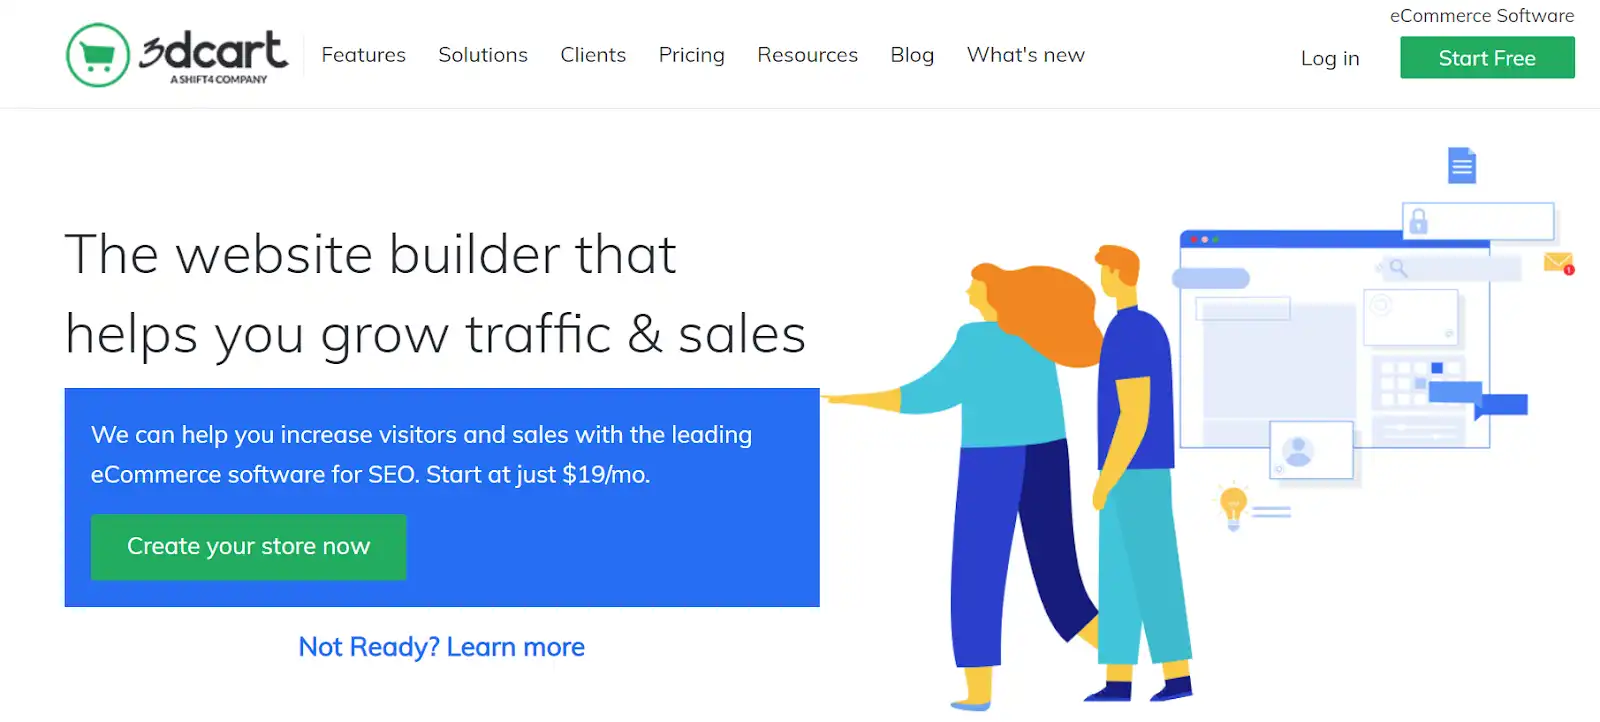 eCommerce Software
3dcart
A SHIFT4 COMPANY
Features Solutions Clients Pricing Resources Blog What's new
Log in
Start Free
The website builder that
helps you grow traffic & sales
We can help you increase visitors and sales with the leading
eCommerce software for SEO. Start at just $19/mo.
Create your store now
Not Ready? Learn more
1